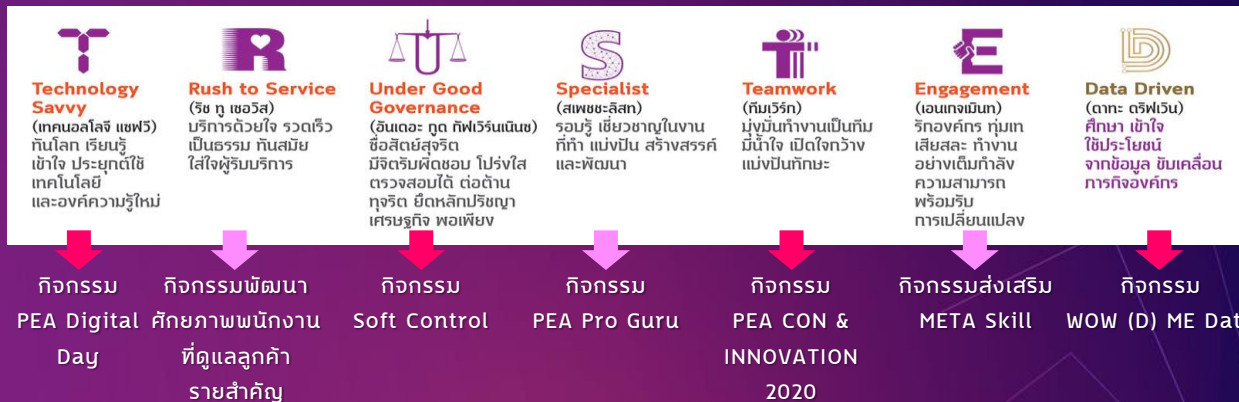 T
Technology
Savvy
(เทคนอลโลจี แซฟวี)
ทันโลก เรียนรู้
เข้าใจ ประยุกต์ใช้
เทคโนโลยี
และองค์ความรู้ใหม่
R
Rush to Service
(รัช ทู เซอวิส)
บริการด้วยใจ รวดเร็ว
เป็นธรรม ทันสมัย
ใส่ใจผู้รับบริการ
U
Under Good
Governance
(อันเดอะ กูด กัฟเวิร์นเนินซ)
ซื่อสัตย์สุจริต
มีจิตรับผิดชอบ โปร่งใส
ตรวจสอบได้ ต่อต้าน
ทุจริต ยึดหลักปรัชญา
เศรษฐกิจ พอเพียง
S
Specialist
(สเพชชะลิสท)
รอบรู้ เชี่ยวชาญในงาน
ที่ทำ แบ่งปัน สร้างสรรค์
และพัฒนา
T
Teamwork
(ทีมเวิร์ก)
มุ่งมั่นทำงานเป็นทีม
มีน้ำใจ เปิดใจกว้าง
แบ่งปันทักษะ
E
Engagement
(เอนเกจเมินท)
รักองค์กร ทุ่มเท
เสียสละ ทำงาน
อย่างเต็มกำลัง
ความสามารถ
พร้อมรับ
การเปลี่ยนแปลง
D
Data Driven
(ดาทะ ดริฟเวิน)
ศึกษา เข้าใจ
ใช้ประโยชน์
จากข้อมูล ขับเคลื่อน
ภารกิจองค์กร
กิจกรรม
PEA Digital
Day
กิจกรรมพัฒนา
ศักยภาพพนักงาน
ที่ดูแลลูกค้า
รายสำคัญ
กิจกรรม
Soft Control
กิจกรรม
PEA Pro Guru
กิจกรรม
PEA CON &
INNOVATION
2020
กิจกรรมส่งเสริม
META Skill
กิจกรรม
WOW (D) ME Dat